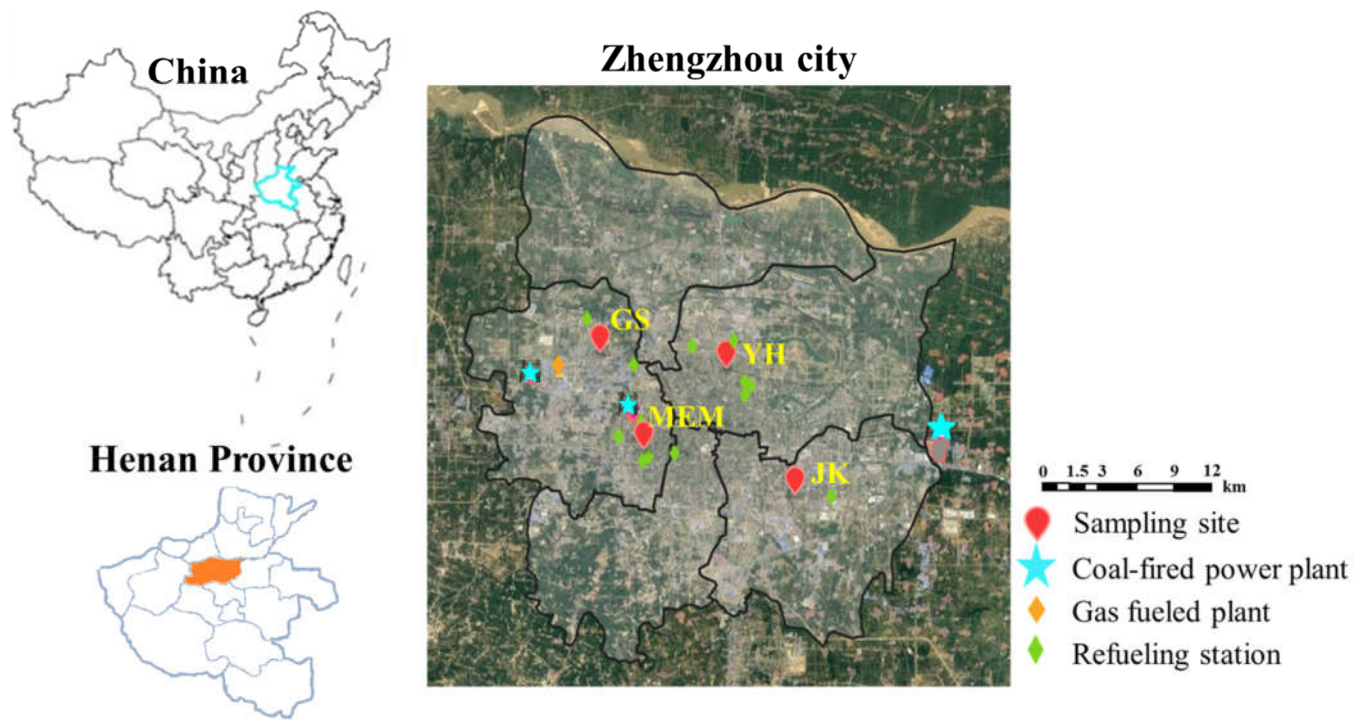 China
Zhengzhou city
GS
YH
MEM
JK
Henan Province
0 1.5 3 6 9 12
km
Sampling site
Coal-fired power plant
Gas fueled plant
Refueling station